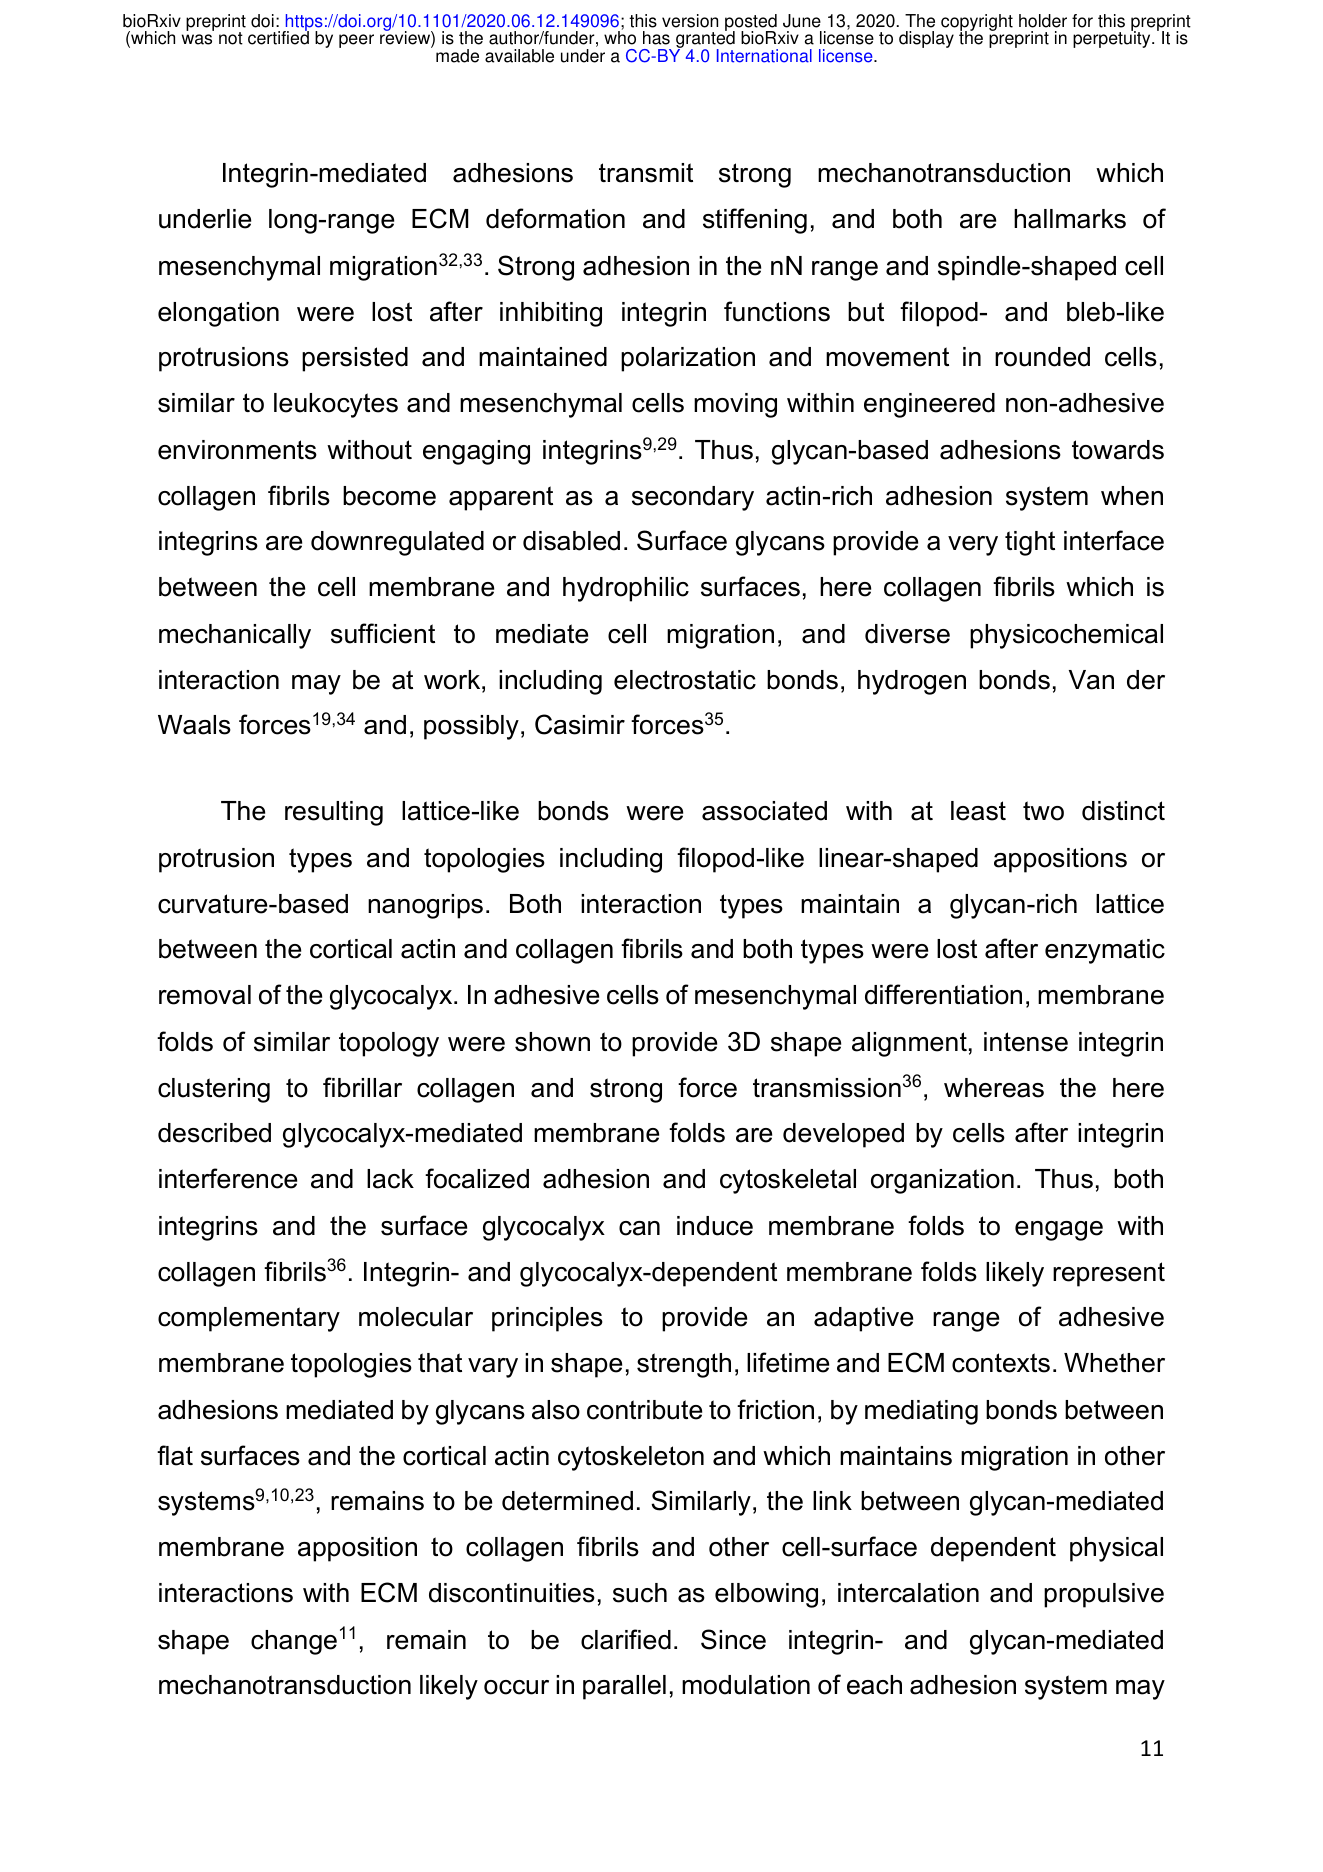 bioRxiv preprint doi: https://doi.org/10.1101/2020.06.12.149096; this version posted June 13, 2020. The copyright holder for this preprint
(which was not certified by peer review) is the author/funder, who has granted bioRxiv a license to display the preprint in perpetuity. It is
made available under a CC-BY 4.0 International license.
Integrin-mediated adhesions transmit strong mechanotransduction which
underlie long-range ECM deformation and stiffening, and both are hallmarks of
mesenchymal migration32,33. Strong adhesion in the nN range and spindle-shaped cell
elongation were lost after inhibiting integrin functions but filopod- and bleb-like
protrusions persisted and maintained polarization and movement in rounded cells,
similar to leukocytes and mesenchymal cells moving within engineered non-adhesive
environments without engaging integrins9,29. Thus, glycan-based adhesions towards
collagen fibrils become apparent as a secondary actin-rich adhesion system when
integrins are downregulated or disabled. Surface glycans provide a very tight interface
between the cell membrane and hydrophilic surfaces, here collagen fibrils which is
mechanically sufficient to mediate cell migration, and diverse physicochemical
interaction may be at work, including electrostatic bonds, hydrogen bonds, Van der
Waals forces19,34 and, possibly, Casimir forces35.
The resulting lattice-like bonds were associated with at least two distinct
protrusion types and topologies including filopod-like linear-shaped appositions or
curvature-based nanogrips. Both interaction types maintain a glycan-rich lattice
between the cortical actin and collagen fibrils and both types were lost after enzymatic
removal of the glycocalyx. In adhesive cells of mesenchymal differentiation, membrane
folds of similar topology were shown to provide 3D shape alignment, intense integrin
clustering to fibrillar collagen and strong force transmission36, whereas the here
described glycocalyx-mediated membrane folds are developed by cells after integrin
interference and lack focalized adhesion and cytoskeletal organization. Thus, both
integrins and the surface glycocalyx can induce membrane folds to engage with
collagen fibrils36. Integrin- and glycocalyx-dependent membrane folds likely represent
complementary molecular principles to provide an adaptive range of adhesive
membrane topologies that vary in shape, strength, lifetime and ECM contexts. Whether
adhesions mediated by glycans also contribute to friction, by mediating bonds between
flat surfaces and the cortical actin cytoskeleton and which maintains migration in other
systems9,10,23, remains to be determined. Similarly, the link between glycan-mediated
membrane apposition to collagen fibrils and other cell-surface dependent physical
interactions with ECM discontinuities, such as elbowing, intercalation and propulsive
shape change11, remain to be clarified. Since integrin- and glycan-mediated
mechanotransduction likely occur in parallel, modulation of each adhesion system may
11